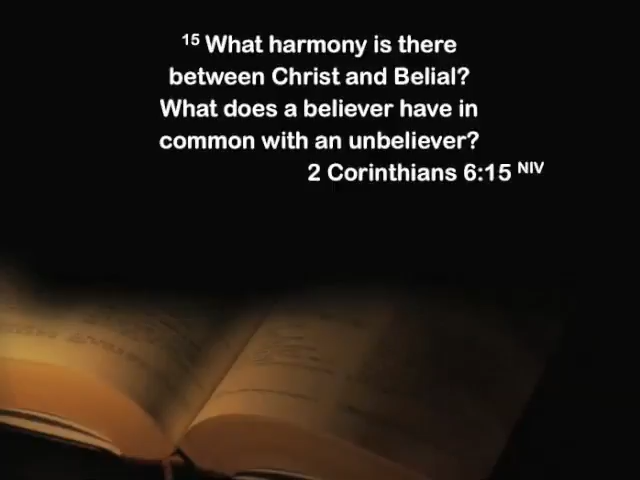 ¹⁵ What harmony is there
between Christ and Belial?
What does a believer have in
common with an unbeliever?
2 Corinthians 6:15 NIV